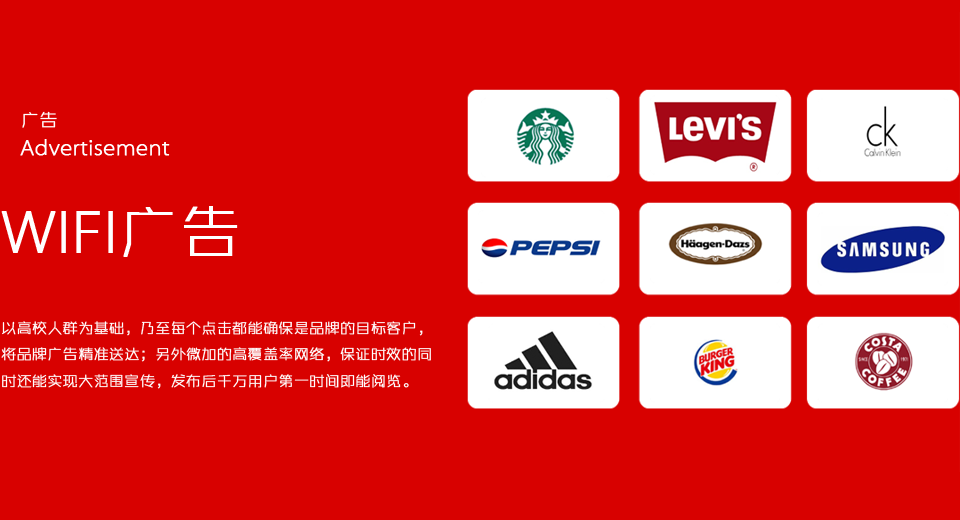 广告
Advertisement
WIFI广告
以高校人群为基础，乃至每个点击都能确保是品牌的目标客户，
将品牌广告精准送达；另外微加的高覆盖率网络，保证时效的同
时还能实现大范围宣传，发布后千万用户第一时间即能阅览。
LEVI'S
®
ck
Calvin Klein
PEPSI
Häagen-Dazs
SAMSUNG
adidas
BURGER
KING
COSTA
COFFEE